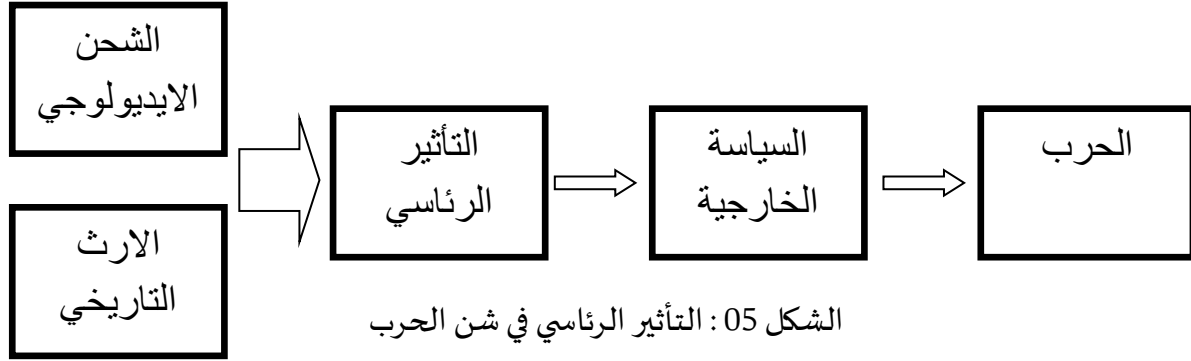 الشحن
الايديولوجي
الارث
التاريخي
التأثير
الرئاسي
السياسة
الخارجية
الحرب
الشكل 05 : التأثير الرئاسي في شن الحرب